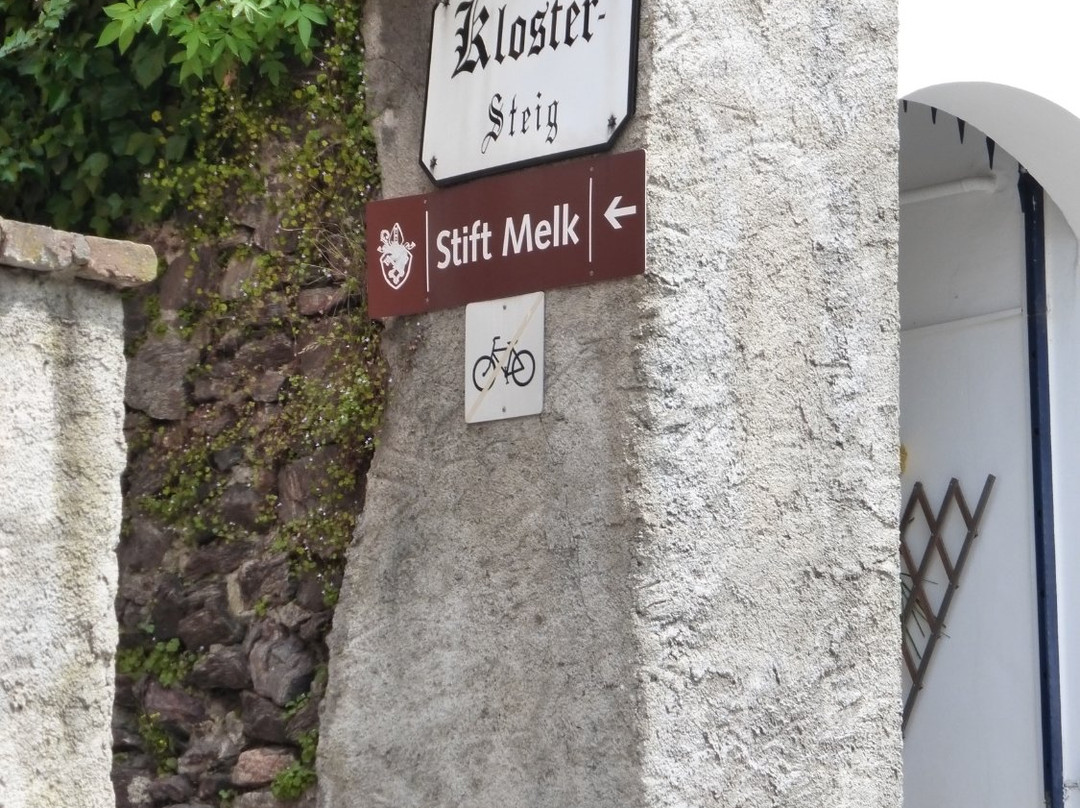 Kloster-
Steig
Stift Melk